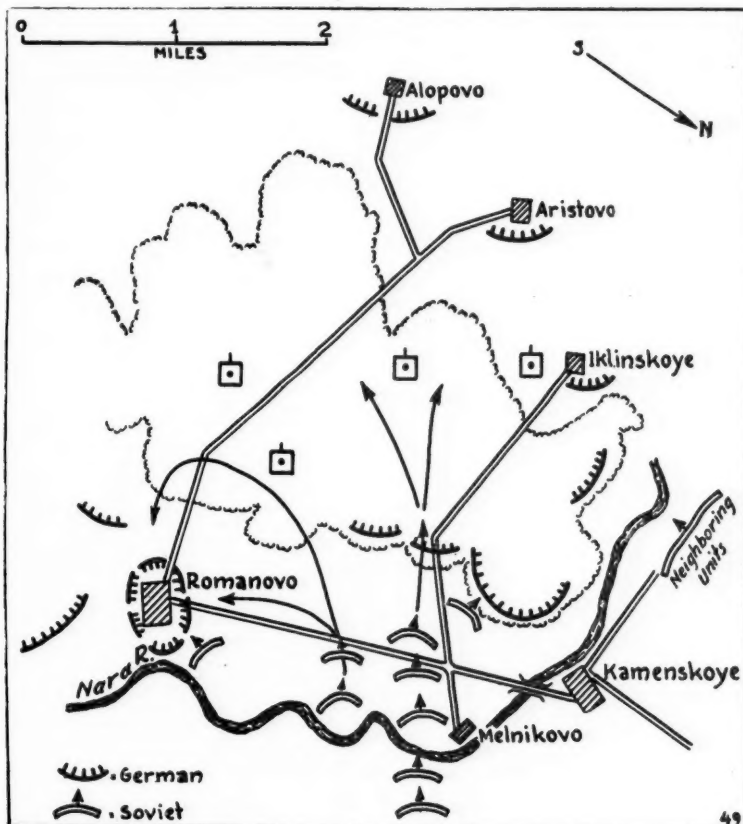 0 1 2
MILES
S
N
Alopovo
Aristovo
Iklinskoye
Neighboring
Units
Romanovo
Kamenskoye
Nara R.
Melnikovo
- German
- Soviet
49